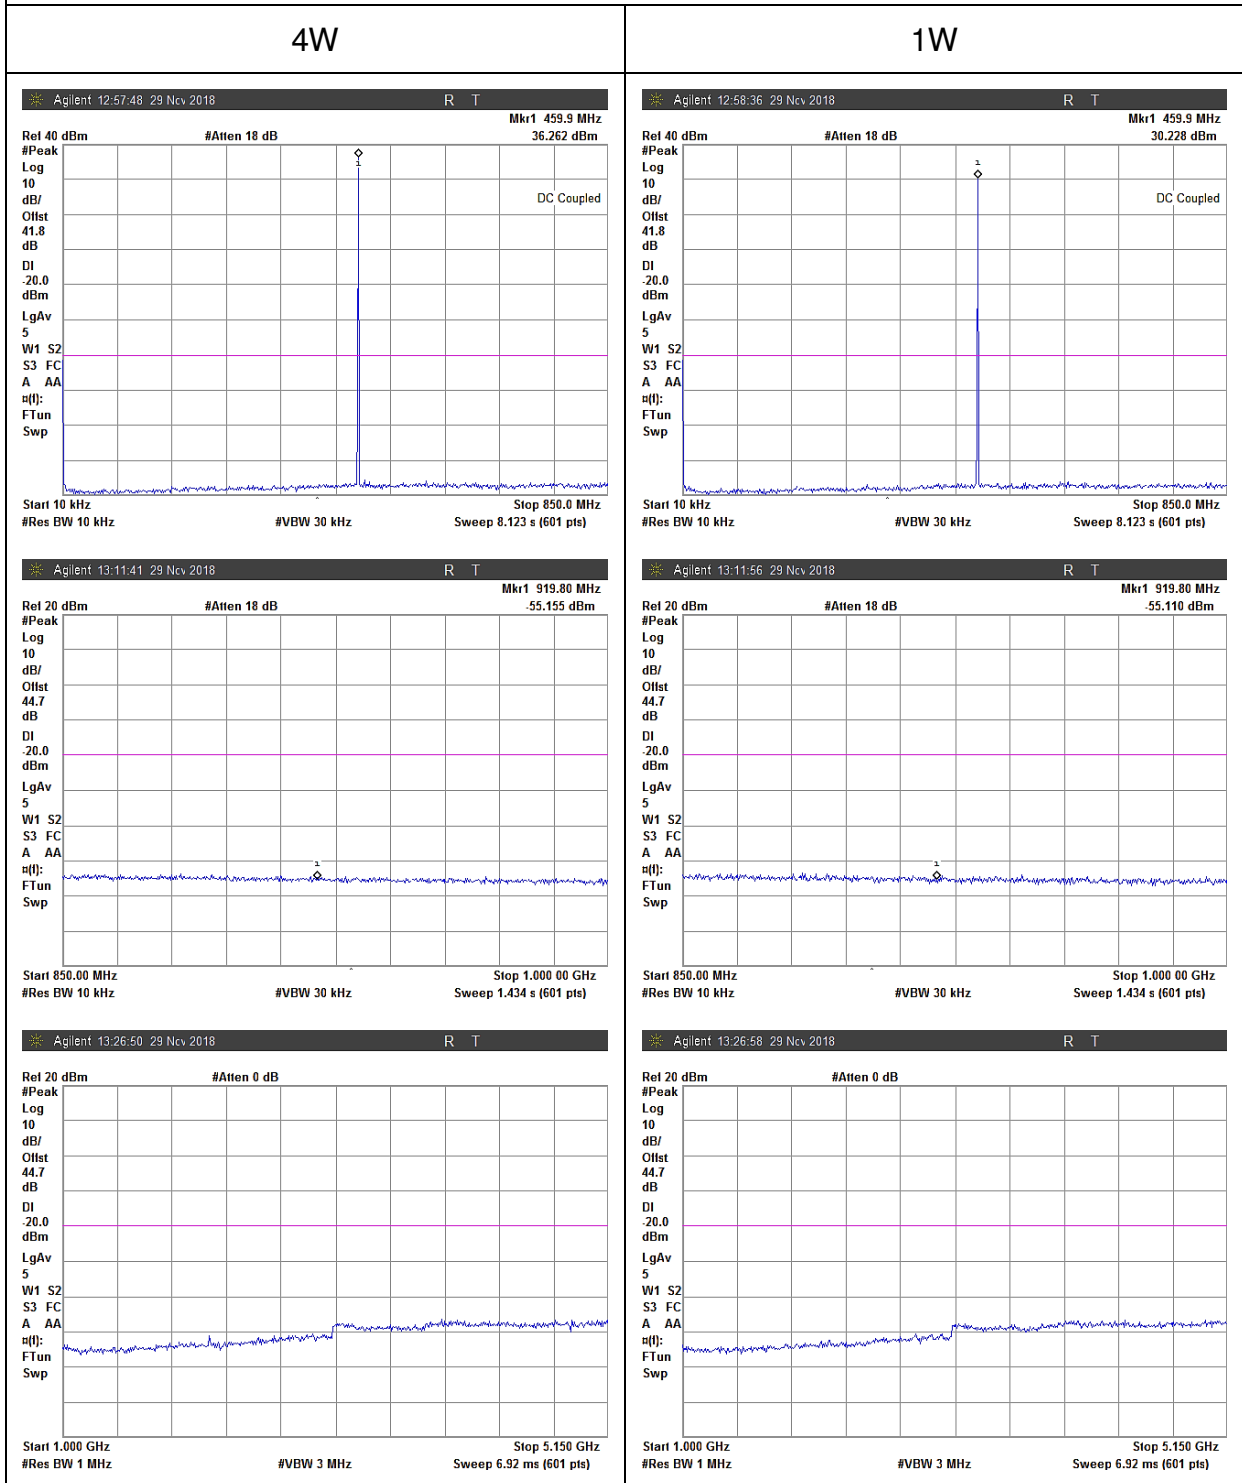 4W
1W
Agilent 12:57:48 29 Nov 2018 R T
Mkr1 459.9 MHz
Ref 40 dBm #Atten 18 dB 36.262 dBm
#Peak
Log
10
dB/
Offst
41.8
dB
DI
-20.0
dBm
LgAv
5
W1 S2
S3 FC
A AA
¤(f):
FTun
Swp
1
DC Coupled
Start 10 kHz Stop 850.0 MHz
#Res BW 10 kHz #VBW 30 kHz Sweep 8.123 s (601 pts)
Agilent 12:58:36 29 Nov 2018 R T
Mkr1 459.9 MHz
Ref 40 dBm #Atten 18 dB 30.228 dBm
#Peak
Log
10
dB/
Offst
41.8
dB
DI
-20.0
dBm
LgAv
5
W1 S2
S3 FC
A AA
¤(f):
FTun
Swp
1
DC Coupled
Start 10 kHz Stop 850.0 MHz
#Res BW 10 kHz #VBW 30 kHz Sweep 8.123 s (601 pts)
Agilent 13:11:41 29 Nov 2018 R T
Mkr1 919.80 MHz
Ref 20 dBm #Atten 18 dB -55.155 dBm
#Peak
Log
10
dB/
Offst
44.7
dB
DI
-20.0
dBm
LgAv
5
W1 S2
S3 FC
A AA
¤(f):
FTun
Swp
1
Start 850.00 MHz Stop 1.000 00 GHz
#Res BW 10 kHz #VBW 30 kHz Sweep 1.434 s (601 pts)
Agilent 13:11:56 29 Nov 2018 R T
Mkr1 919.80 MHz
Ref 20 dBm #Atten 18 dB -55.110 dBm
#Peak
Log
10
dB/
Offst
44.7
dB
DI
-20.0
dBm
LgAv
5
W1 S2
S3 FC
A AA
¤(f):
FTun
Swp
1
Start 850.00 MHz Stop 1.000 00 GHz
#Res BW 10 kHz #VBW 30 kHz Sweep 1.434 s (601 pts)
Agilent 13:26:50 29 Nov 2018 R T
Ref 20 dBm #Atten 0 dB
#Peak
Log
10
dB/
Offst
44.7
dB
DI
-20.0
dBm
LgAv
5
W1 S2
S3 FC
A AA
¤(f):
FTun
Swp
Start 1.000 GHz Stop 5.150 GHz
#Res BW 1 MHz #VBW 3 MHz Sweep 6.92 ms (601 pts)
Agilent 13:26:58 29 Nov 2018 R T
Ref 20 dBm #Atten 0 dB
#Peak
Log
10
dB/
Offst
44.7
dB
DI
-20.0
dBm
LgAv
5
W1 S2
S3 FC
A AA
¤(f):
FTun
Swp
Start 1.000 GHz Stop 5.150 GHz
#Res BW 1 MHz #VBW 3 MHz Sweep 6.92 ms (601 pts)